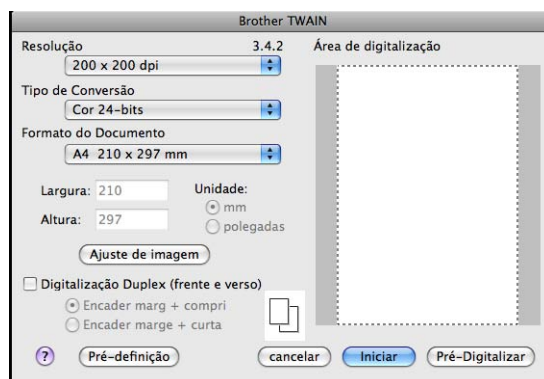 Brother TWAIN
Resolução 3.4.2
200 x 200 dpi
Tipo de Conversão
Cor 24-bits
Formato do Documento
A4 210 x 297 mm
Largura: 210
Altura: 297
Unidade:
mm
polegadas
Ajuste de imagem
Digitalização Duplex (frente e verso)
Encader marg + compri
Encader marge + curta
Área de digitalização
? Pré-definição cancelar Iniciar Pré-Digitalizar